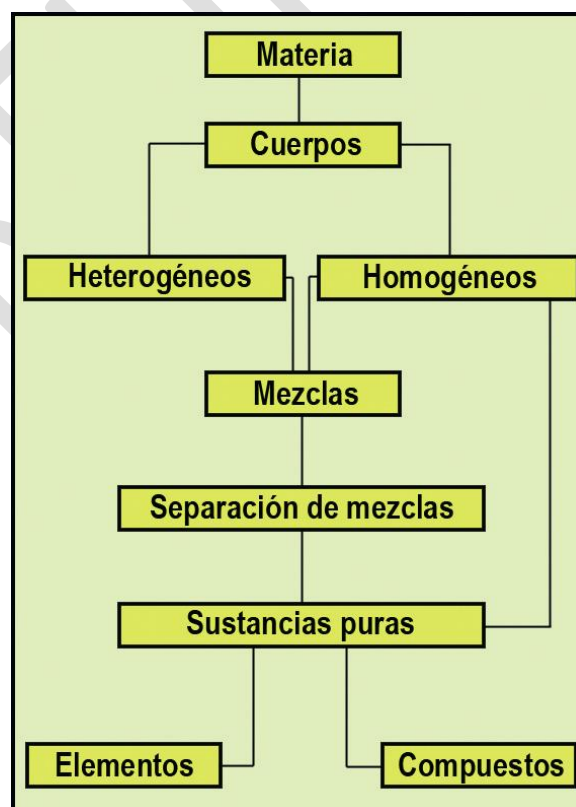 Materia
Cuerpos
Heterogéneos
Homogéneos
Mezclas
Separación de mezclas
Sustancias puras
Elementos
Compuestos